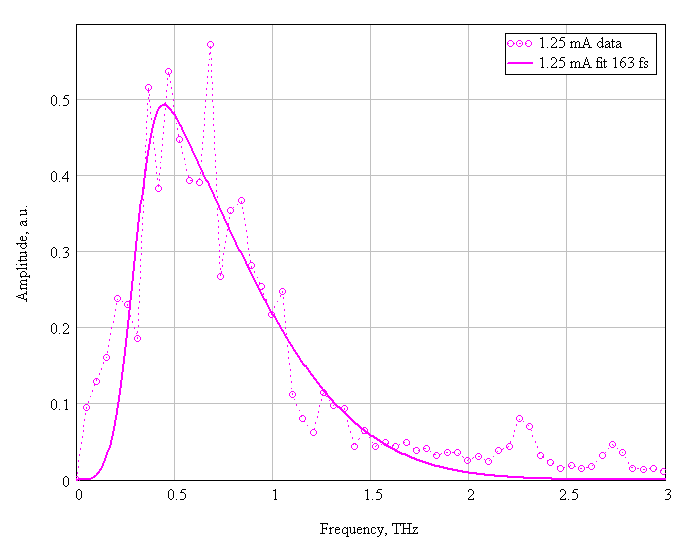 1.25 mA data
1.25 mA fit 163 fs
0.5
0.4
0.3
0.2
0.1
0
Amplitude, a.u.
0 0.5 1 1.5 2 2.5 3
Frequency, THz